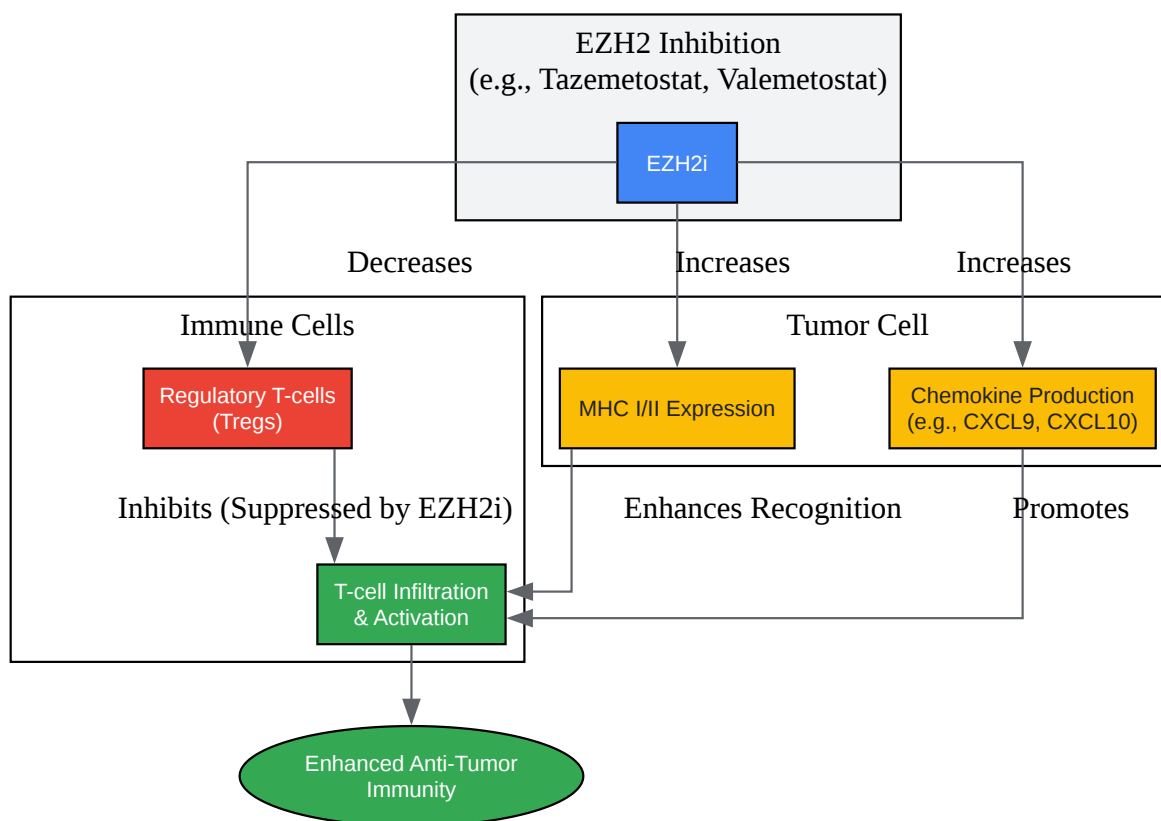 EZH2 Inhibition
(e.g., Tazemetostat, Valemetostat)
EZH2i
Decreases
Increases
Increases
Immune Cells
Tumor Cell
Regulatory T-cells
(Tregs)
MHC I/II Expression
Chemokine Production
(e.g., CXCL9, CXCL10)
Inhibits (Suppressed by EZH2i)
Enhances Recognition
Promotes
T-cell Infiltration
& Activation
Enhanced Anti-Tumor
Immunity